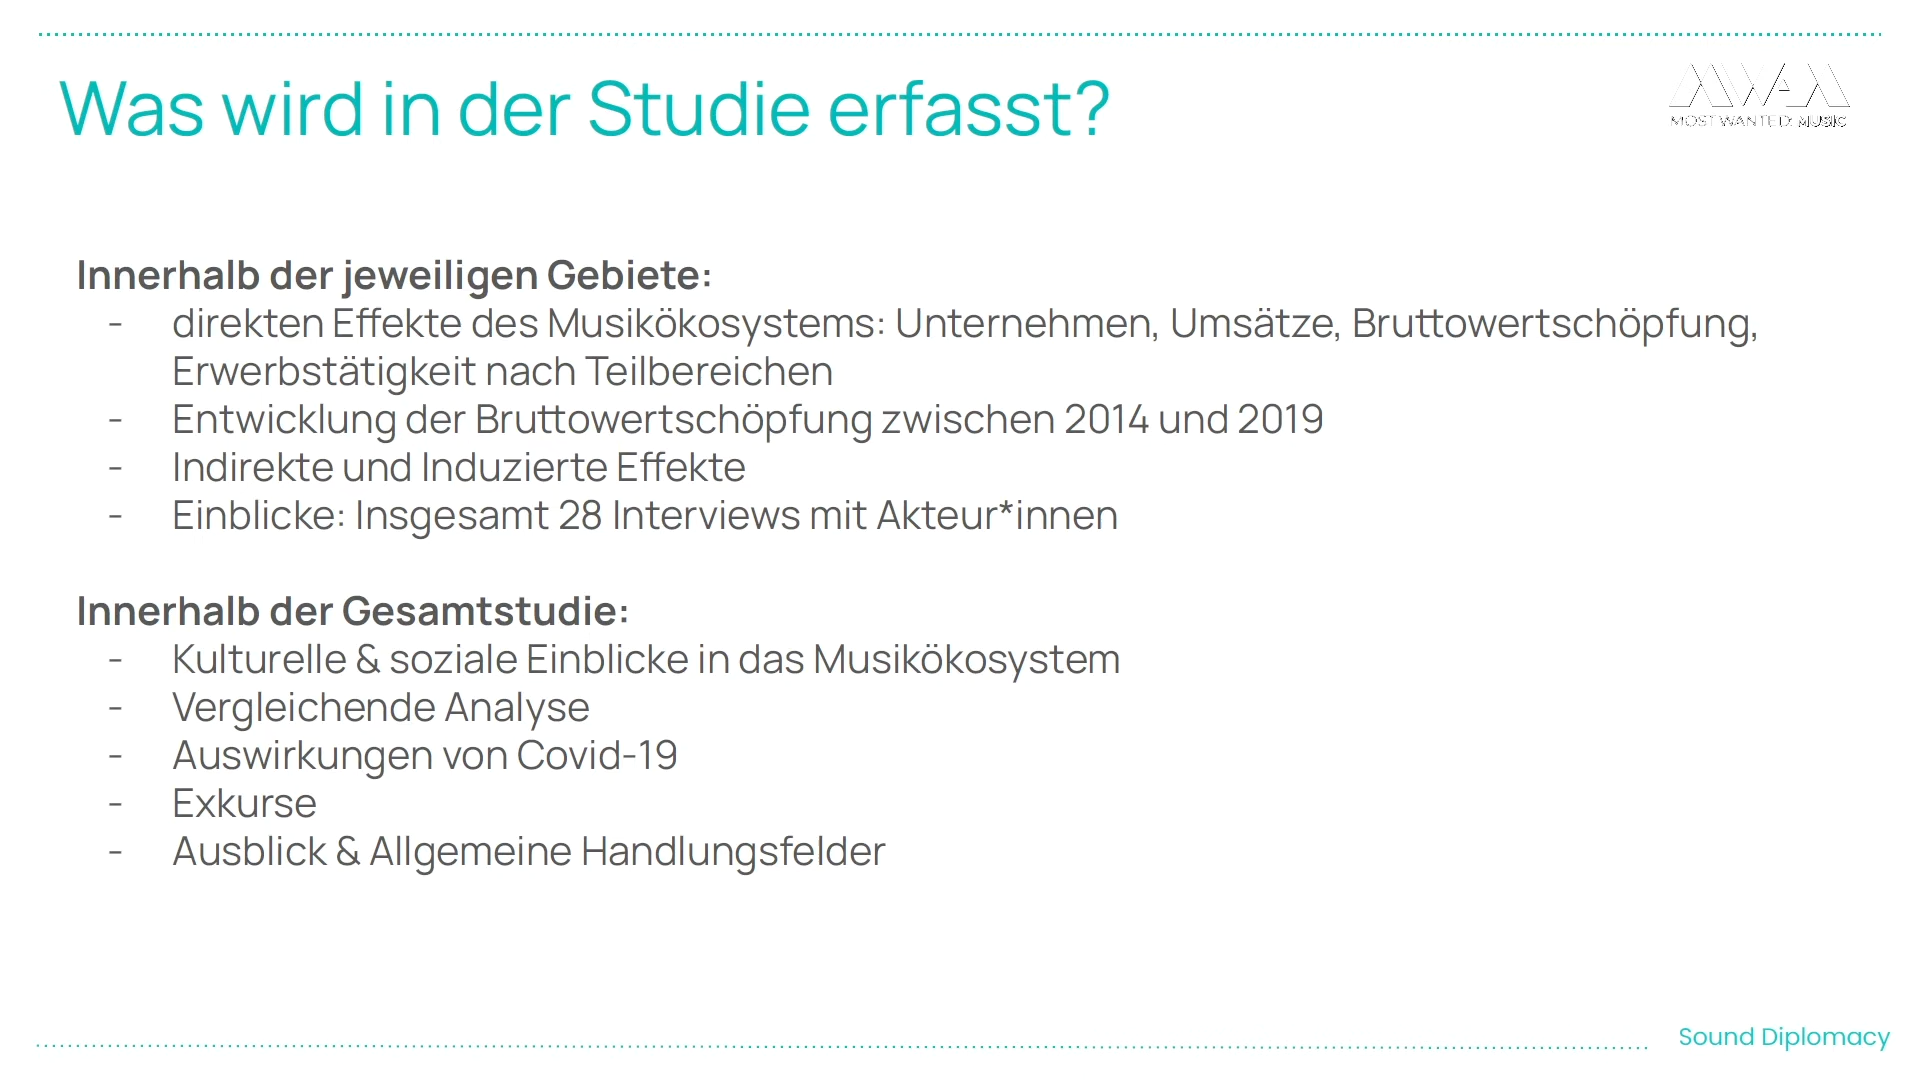 Was wird in der Studie erfasst?
MOST WANTED: MUSIC
Innerhalb der jeweiligen Gebiete:
- direkten Effekte des Musikökosystems: Unternehmen, Umsätze, Bruttowertschöpfung,
Erwerbstätigkeit nach Teilbereichen
- Entwicklung der Bruttowertschöpfung zwischen 2014 und 2019
- Indirekte und Induzierte Effekte
- Einblicke: Insgesamt 28 Interviews mit Akteur*innen
Innerhalb der Gesamtstudie:
- Kulturelle & soziale Einblicke in das Musikökosystem
- Vergleichende Analyse
- Auswirkungen von Covid-19
- Exkurse
- Ausblick & Allgemeine Handlungsfelder
Sound Diplomacy